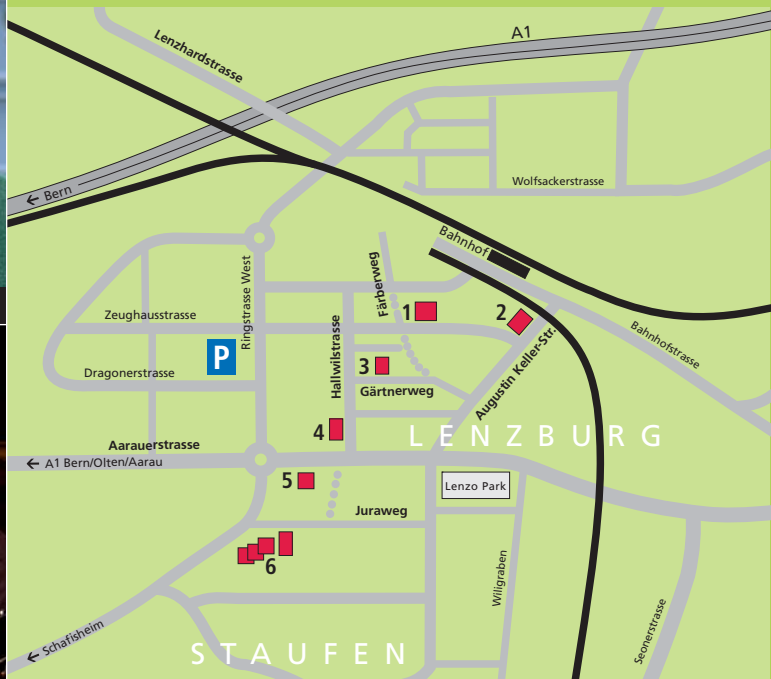 A1
Lenzhardstrasse
← Bern
Wolfsackerstrasse
Bahnhof
Ringstrasse West
Färberweg
1
2
Zeughausstrasse
P
Hallwilstrasse
3
Augustin Keller-Str.
Bahnhofstrasse
Dragonerstrasse
Gärtnerweg
4
LENZBURG
Aarauerstrasse
← A1 Bern/Olten/Aarau
5
Lenzo Park
Juraweg
6
Wiligraben
Seonerstrasse
← Schafisheim
STAUFEN